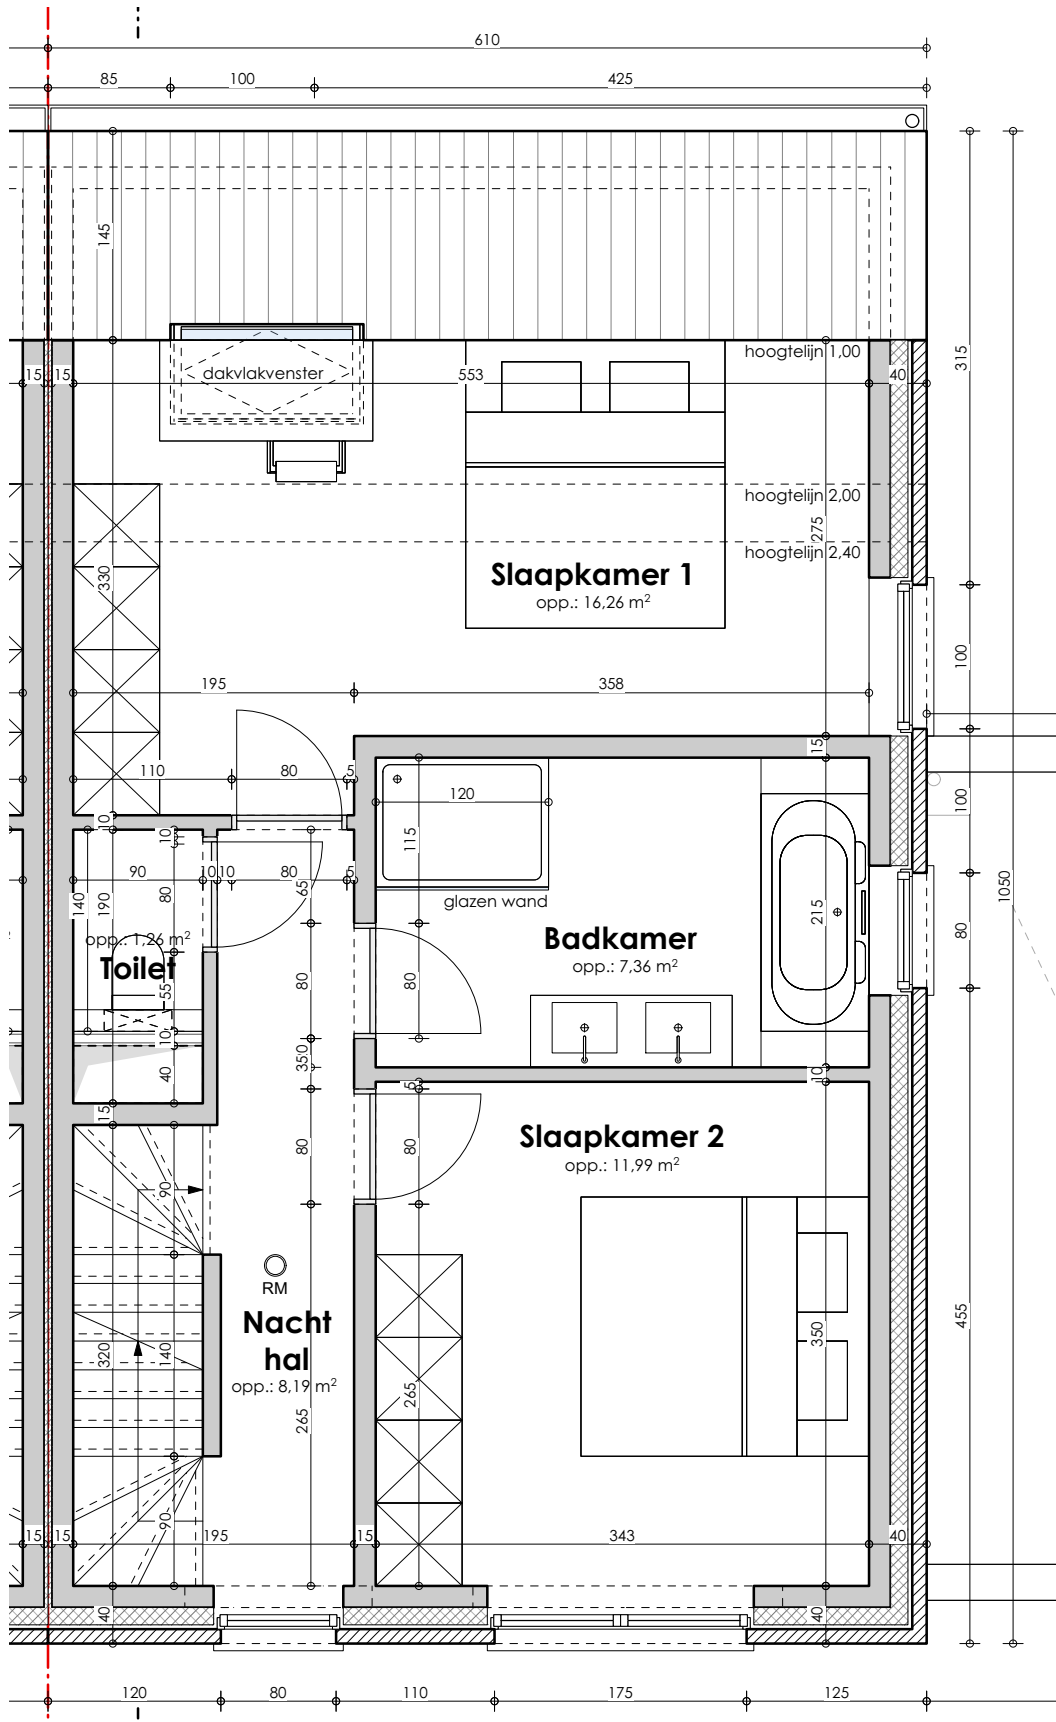 610
85 100 425
145
hoogtelijn 1,00
dakvlakvenster
15 15 553 40
315
hoogtelijn 2,00
275
hoogtelijn 2,40
330
Slaapkamer 1
opp.: 16,26 m²
100
195 358
15
110 80 5
120
100
10
10
115
90 10 10 80 5
65
80
140
190
glazen wand
215
1050
80
opp.: 1,26 m²
Toilet
Badkamer
opp.: 7,36 m²
55
80
80
10
350
40
5
10
15
80
80
Slaapkamer 2
opp.: 11,99 m²
90
RM
Nacht
hal
opp.: 8,19 m²
455
320
140
350
265
265
90
15 15 195 15 343 40
40
40
120 80 110 175 125